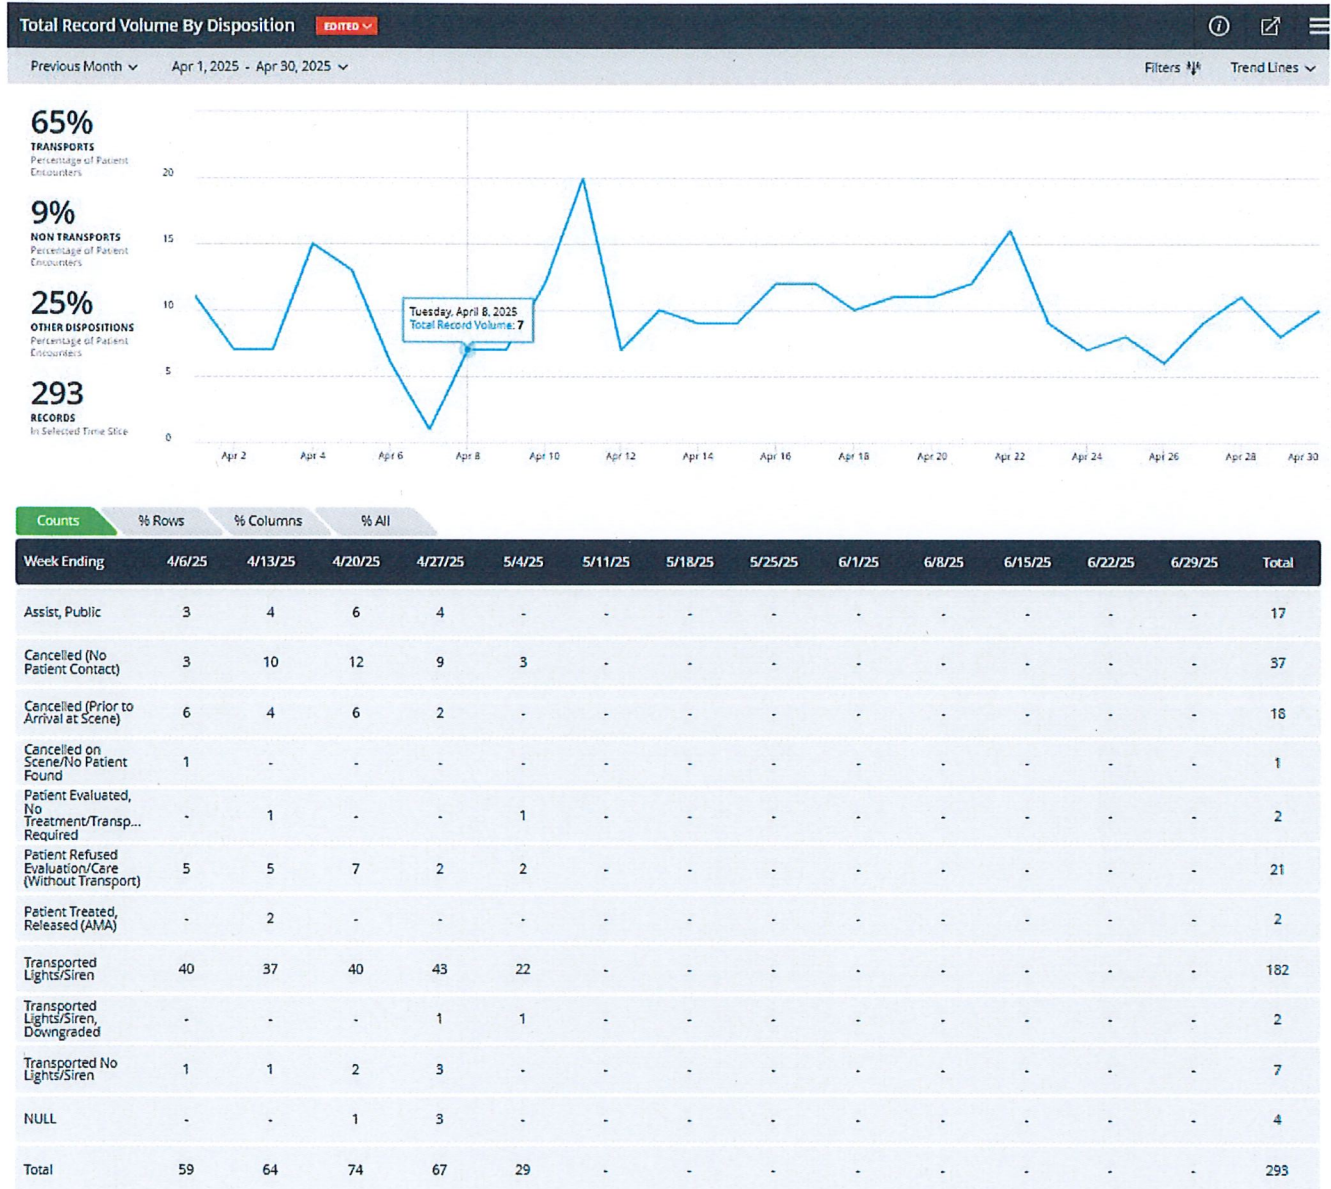 Total Record Volume By Disposition EDITED
Previous Month Apr 1, 2025 - Apr 30, 2025 Filters Trend Lines
65%
TRANSPORTS
Percentage of Patient
Encounters
9%
NON TRANSPORTS
Percentage of Patient
Encounters
25%
OTHER DISPOSITIONS
Percentage of Patient
Encounters
293
RECORDS
In Selected Time Slice
20
15
10
5
0
Tuesday, April 8, 2025
Total Record Volume: 7
Apr 2 Apr 4 Apr 6 Apr 8 Apr 10 Apr 12 Apr 14 Apr 16 Apr 18 Apr 20 Apr 22 Apr 24 Apr 26 Apr 28 Apr 30
Counts % Rows % Columns % All
Week Ending 4/6/25 4/13/25 4/20/25 4/27/25 5/4/25 5/11/25 5/18/25 5/25/25 6/1/25 6/8/25 6/15/25 6/22/25 6/29/25 Total
Assist, Public 3 4 6 4 - - - - - - - - - 17
Cancelled (No
Patient Contact) 3 10 12 9 3 - - - - - - - - 37
Cancelled (Prior to
Arrival at Scene) 6 4 6 2 - - - - - - - - - 18
Cancelled on
Scene/No Patient
Found 1 - - - - - - - - - - - - 1
Patient Evaluated,
No
Treatment/Transp...
Required - 1 - - 1 - - - - - - - - 2
Patient Refused
Evaluation/Care
(Without Transport) 5 5 7 2 2 - - - - - - - - 21
Patient Treated,
Released (AMA) - 2 - - - - - - - - - - - 2
Transported
Lights/Siren 40 37 40 43 22 - - - - - - - - 182
Transported
Lights/Siren,
Downgraded - - - 1 1 - - - - - - - - 2
Transported No
Lights/Siren 1 1 2 3 - - - - - - - - - 7
NULL - - 1 3 - - - - - - - - - 4
Total 59 64 74 67 29 - - - - - - - - 293